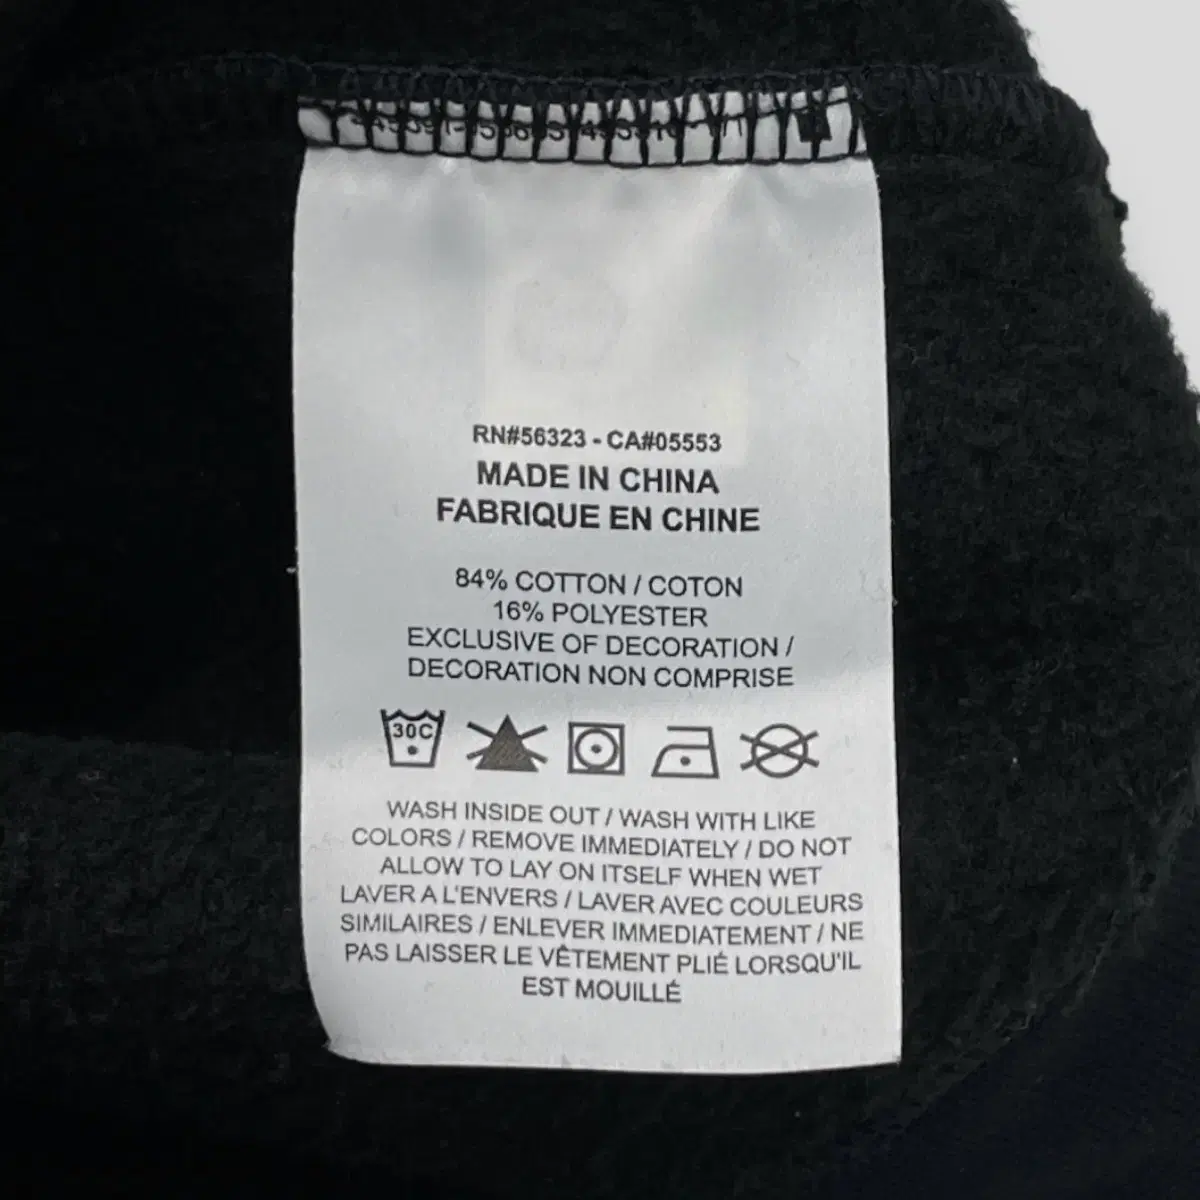 RN#56323 - CA#05553
MADE IN CHINA
FABRIQUE EN CHINE
84% COTTON / COTON
16% POLYESTER
EXCLUSIVE OF DECORATION /
DECORATION NON COMPRISE
30C
WASH INSIDE OUT / WASH WITH LIKE
COLORS / REMOVE IMMEDIATELY / DO NOT
ALLOW TO LAY ON ITSELF WHEN WET
LAVER A L'ENVERS / LAVER AVEC COULEURS
SIMILAIRES / ENLEVER IMMEDIATEMENT / NE
PAS LAISSER LE VÊTEMENT PLIÉ LORSQU'IL
EST MOUILLÉ